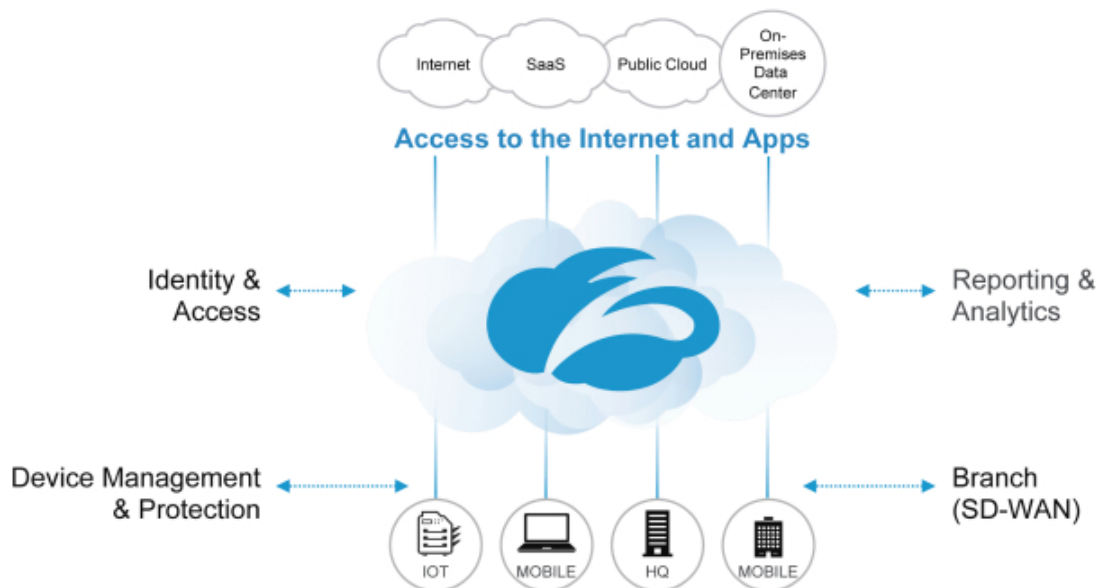 Internet
SaaS
Public Cloud
On-
Premises
Data
Center
Access to the Internet and Apps
Identity &
Access
Reporting &
Analytics
Device Management
& Protection
Branch
(SD-WAN)
IOT
MOBILE
HQ
MOBILE